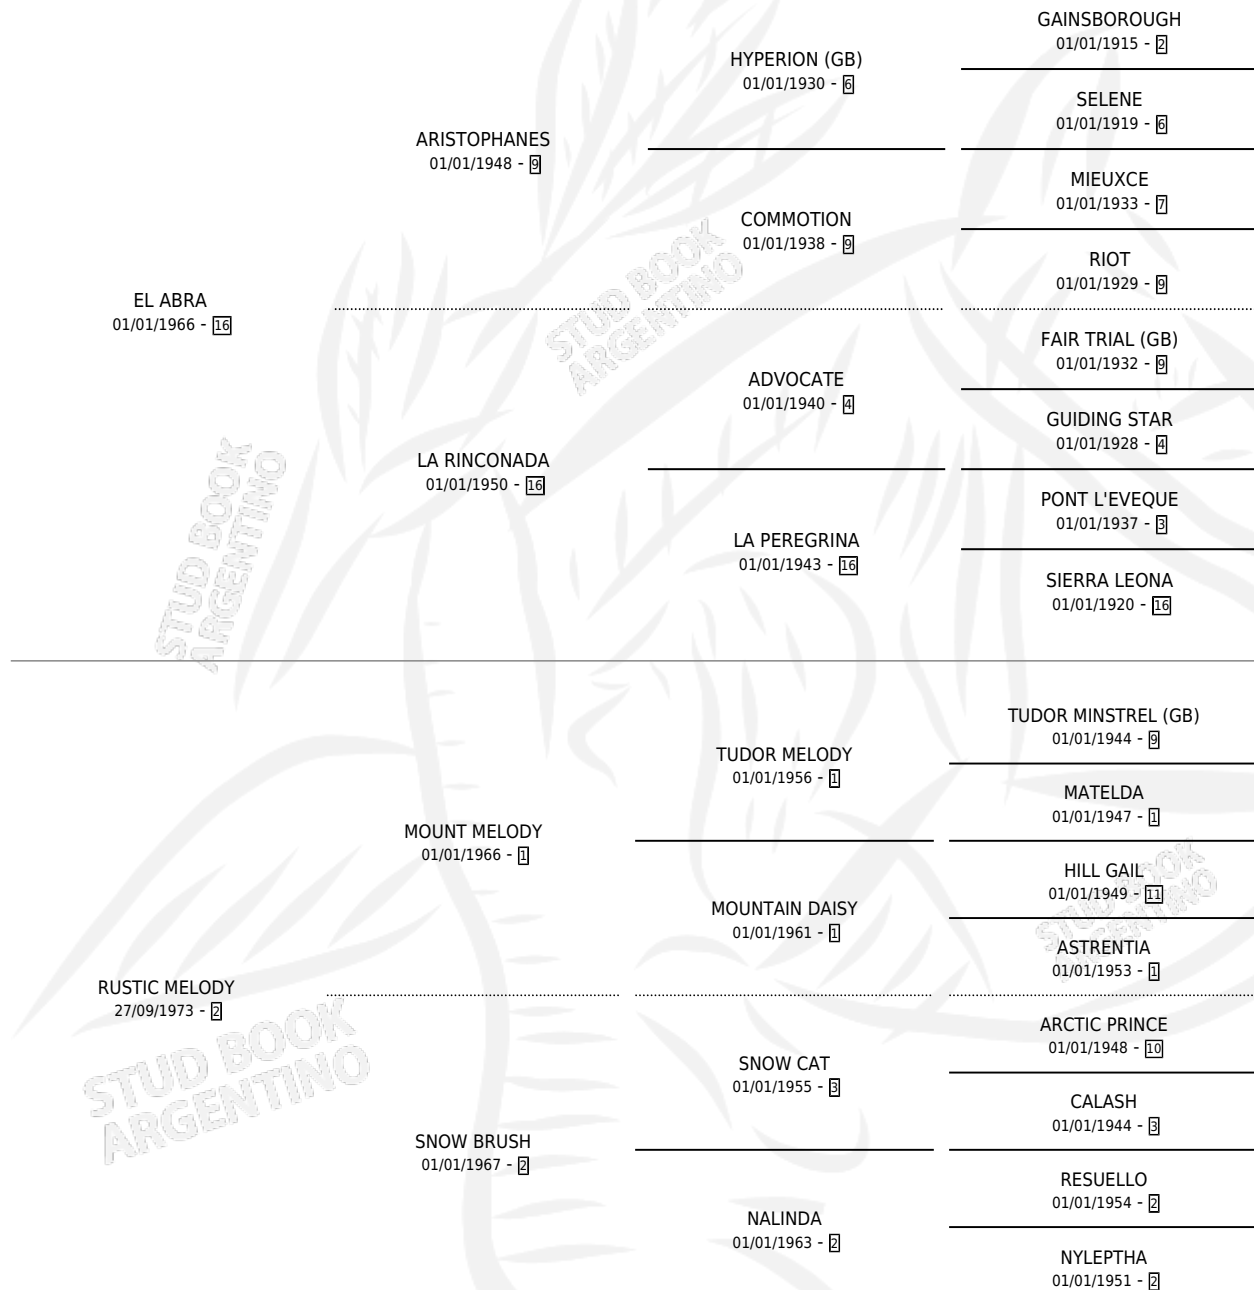 GAINSBOROUGH
01/01/1915 - 2
HYPERION (GB)
01/01/1930 - 6
SELENE
01/01/1919 - 6
ARISTOPHANES
01/01/1948 - 9
MIEUXCE
01/01/1933 - 7
COMMOTION
01/01/1938 - 9
RIOT
01/01/1929 - 9
EL ABRA
01/01/1966 - 16
FAIR TRIAL (GB)
01/01/1932 - 9
ADVOCATE
01/01/1940 - 4
GUIDING STAR
01/01/1928 - 4
LA RINCONADA
01/01/1950 - 16
PONT L'EVEQUE
01/01/1937 - 3
LA PEREGRINA
01/01/1943 - 16
SIERRA LEONA
01/01/1920 - 16
TUDOR MINSTREL (GB)
01/01/1944 - 9
TUDOR MELODY
01/01/1956 - 1
MATELDA
01/01/1947 - 1
MOUNT MELODY
01/01/1966 - 1
HILL GAIL
01/01/1949 - 11
MOUNTAIN DAISY
01/01/1961 - 1
ASTRENTIA
01/01/1953 - 1
RUSTIC MELODY
27/09/1973 - 2
ARCTIC PRINCE
01/01/1948 - 10
SNOW CAT
01/01/1955 - 3
CALASH
01/01/1944 - 3
SNOW BRUSH
01/01/1967 - 2
RESUELLO
01/01/1954 - 2
NALINDA
01/01/1963 - 2
NYLEPTHA
01/01/1951 - 2
STUD BOOK
ARGENTINO
STUD BOOK
ARGENTINO
STUD BOOK
ARGENTINO
STUD BOOK
ARGENTINO